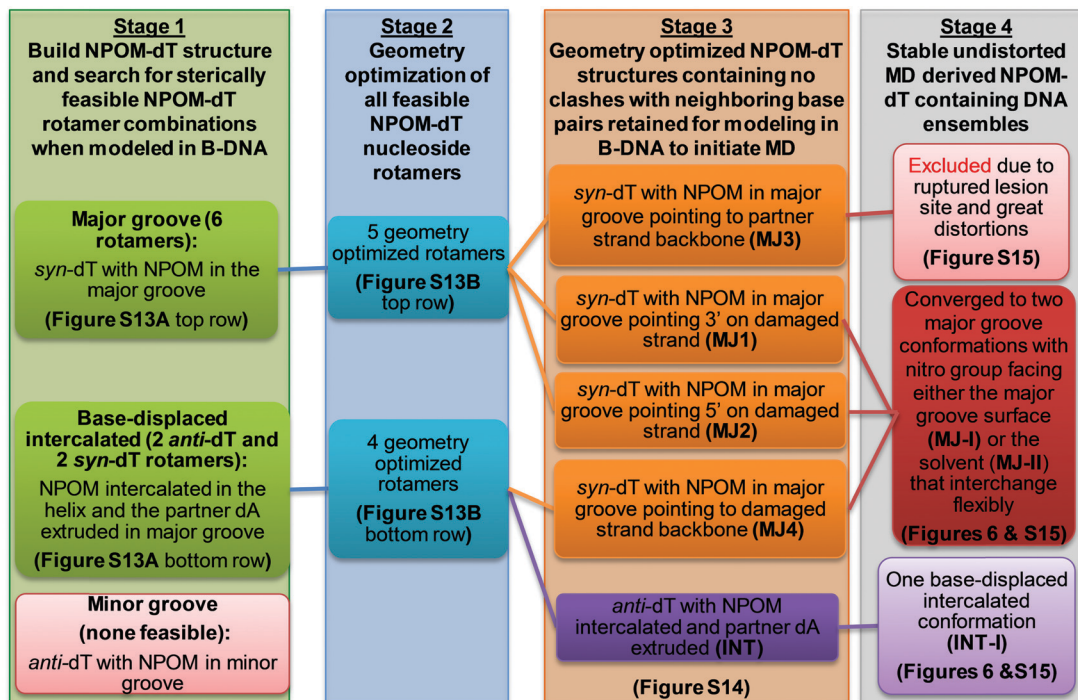 Stage 1
Build NPOM-dT structure
and search for sterically
feasible NPOM-dT
rotamer combinations
when modeled in B-DNA
Major groove (6
rotamers):
syn-dT with NPOM in the
major groove
(Figure S13A top row)
Base-displaced
intercalated (2 anti-dT and
2 syn-dT rotamers):
NPOM intercalated in the
helix and the partner dA
extruded in major groove
(Figure S13A bottom row)
Minor groove
(none feasible):
anti-dT with NPOM in minor
groove
Stage 2
Geometry
optimization of
all feasible
NPOM-dT
nucleoside
rotamers
5 geometry
optimized rotamers
(Figure S13B
top row)
4 geometry
optimized
rotamers
(Figure S13B
bottom row)
Stage 3
Geometry optimized NPOM-dT
structures containing no
clashes with neighboring base
pairs retained for modeling in
B-DNA to initiate MD
syn-dT with NPOM in major
groove pointing to partner
strand backbone (MJ3)
syn-dT with NPOM in major
groove pointing 3' on damaged
strand (MJ1)
syn-dT with NPOM in major
groove pointing 5' on damaged
strand (MJ2)
syn-dT with NPOM in major
groove pointing to damaged
strand backbone (MJ4)
anti-dT with NPOM
intercalated and partner dA
extruded (INT)
(Figure S14)
Stage 4
Stable undistorted
MD derived NPOM-
dT containing DNA
ensembles
Excluded due to
ruptured lesion
site and great
distortions
(Figure S15)
Converged to two
major groove
conformations with
nitro group facing
either the major
groove surface
(MJ-I) or the
solvent (MJ-II)
that interchange
flexibly
(Figures 6 & S15)
One base-displaced
intercalated
conformation
(INT-I)
(Figures 6 &S15)